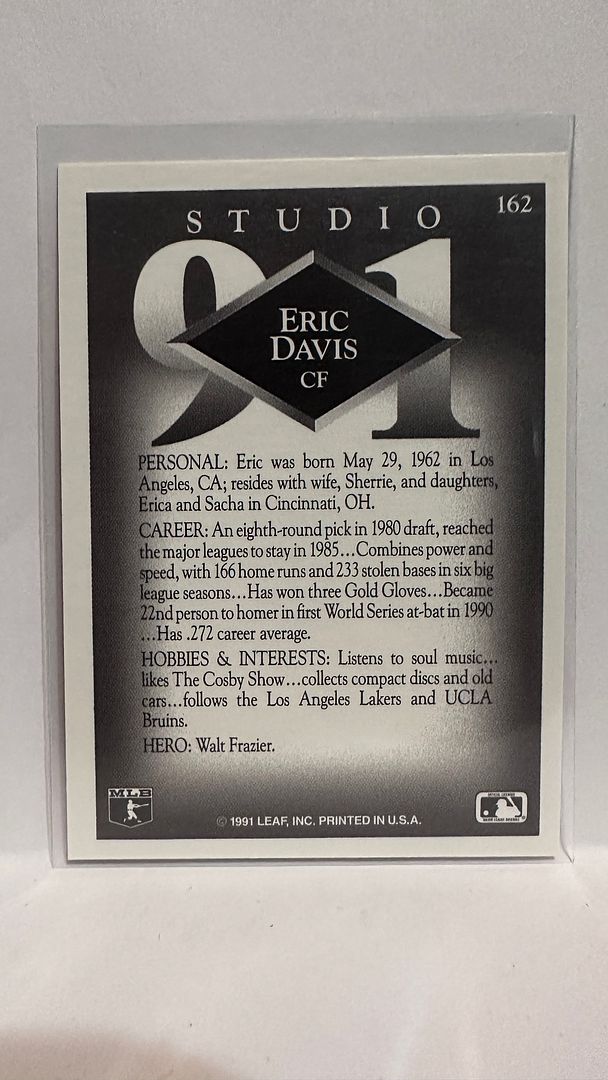 STUDIO
162
91
ERIC
DAVIS
CF
PERSONAL: Eric was born May 29, 1962 in Los
Angeles, CA; resides with wife, Sherrie, and daughters,
Erica and Sacha in Cincinnati, OH.
CAREER: An eighth-round pick in 1980 draft, reached
the major leagues to stay in 1985...Combines power and
speed, with 166 home runs and 233 stolen bases in six big
league seasons...Has won three Gold Gloves...Became
22nd person to homer in first World Series at-bat in 1990
...Has .272 career average.
HOBBIES & INTERESTS: Listens to soul music...
likes The Cosby Show...collects compact discs and old
cars...follows the Los Angeles Lakers and UCLA
Bruins.
HERO: Walt Frazier.
MLB
© 1991 LEAF, INC. PRINTED IN U.S.A.